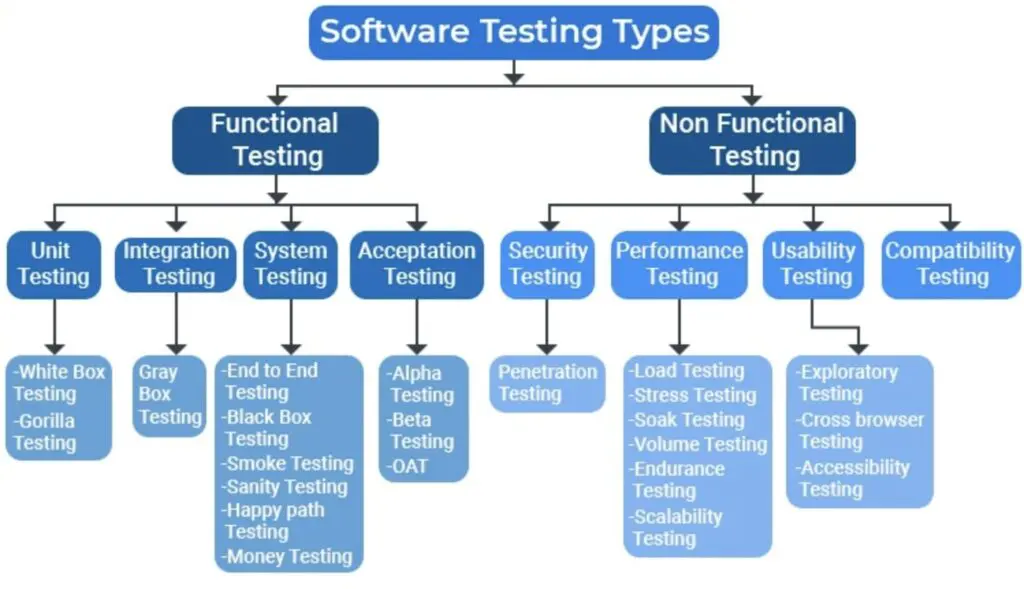 Software Testing Types
Functional
Testing
Non Functional
Testing
Unit
Testing
Integration
Testing
System
Testing
Acceptation
Testing
Security
Testing
Performance
Testing
Usability
Testing
Compatibility
Testing
-White Box
Testing
-Gorilla
Testing
Gray
Box
Testing
-End to End
Testing
-Black Box
Testing
-Smoke Testing
-Sanity Testing
-Happy path
Testing
-Money Testing
-Alpha
Testing
-Beta
Testing
-OAT
Penetration
Testing
-Load Testing
-Stress Testing
-Soak Testing
-Volume Testing
-Endurance
Testing
-Scalability
Testing
-Exploratory
Testing
-Cross browser
Testing
-Accessibility
Testing